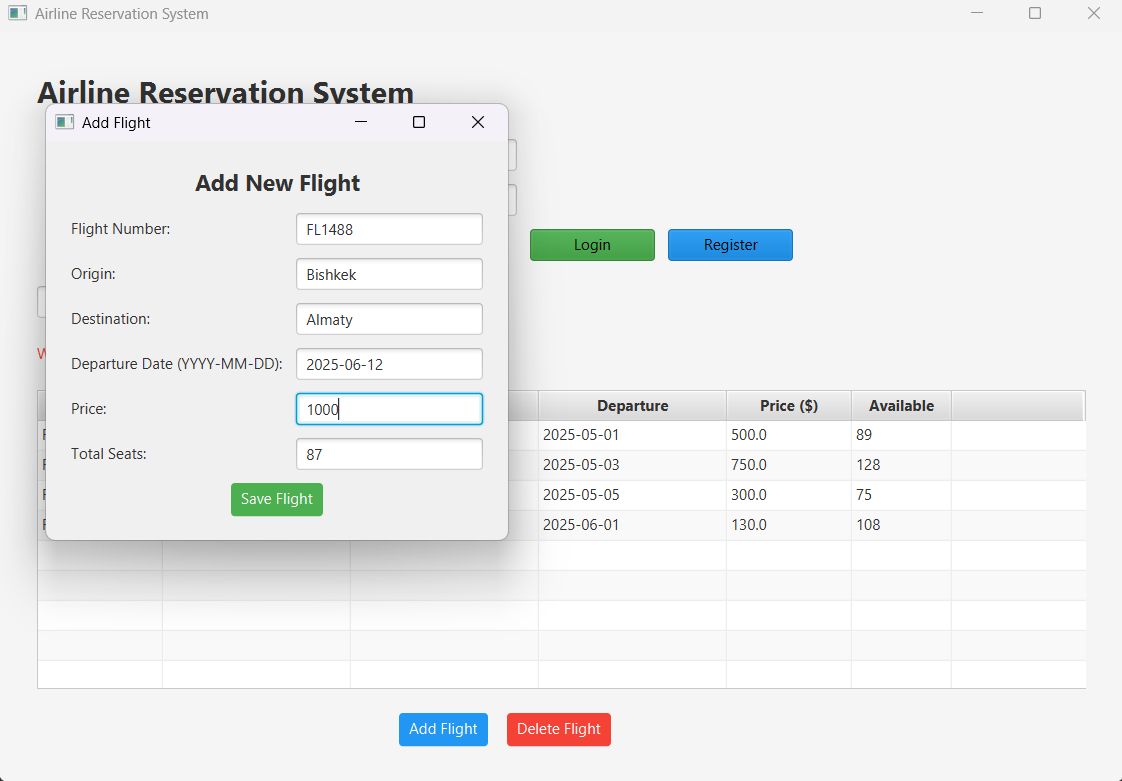 Airline Reservation System
Airline Reservation System
Add Flight
Add New Flight
Flight Number: FL1488
Origin: Bishkek
Destination: Almaty
Departure Date (YYYY-MM-DD): 2025-06-12
Price: 1000
Total Seats: 87
Save Flight
Login Register
Departure Price ($) Available
2025-05-01 500.0 89
2025-05-03 750.0 128
2025-05-05 300.0 75
2025-06-01 130.0 108
Add Flight Delete Flight